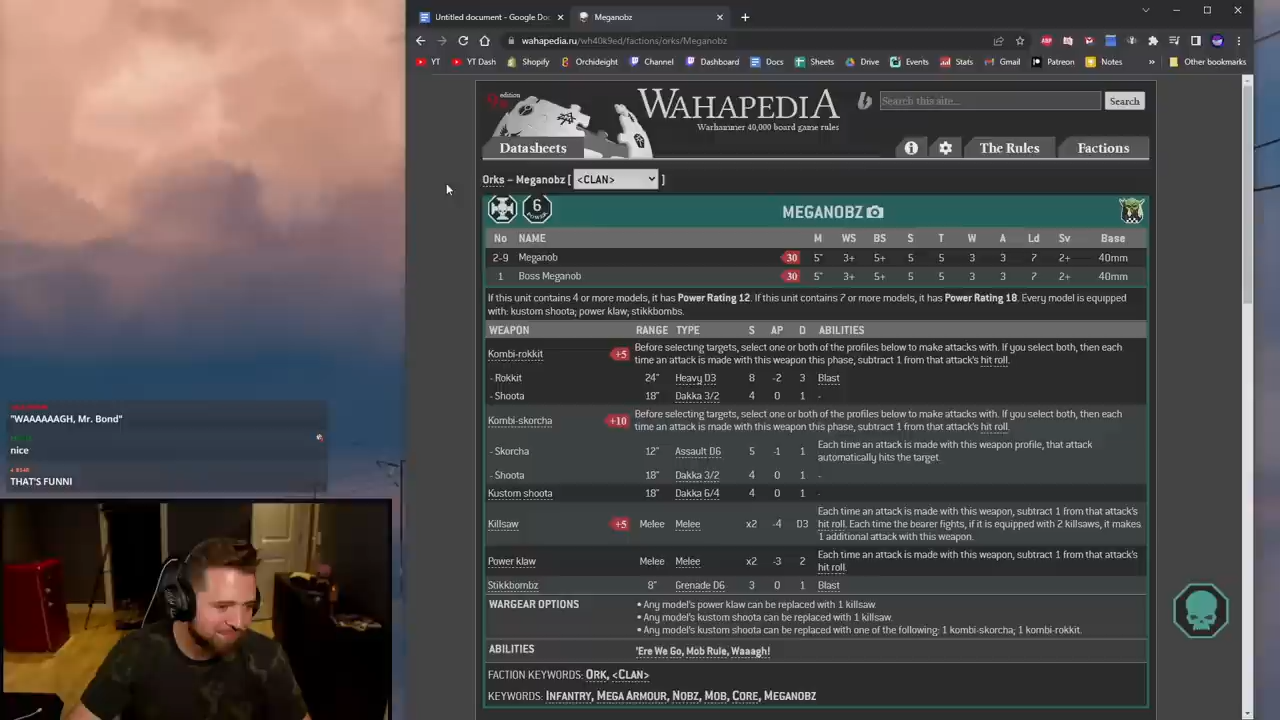 Untitled document - Google Do
Meganobz
wahapedia.ru/wh40k9ed/factions/orks/Meganobz
YT
YT Dash
Shopify
Orchideight
Channel
Dashboard
Docs
Sheets
Drive
Events
Stats
Gmail
Patreon
Notes
»
Other bookmarks
edition
WAHAPEDIA
Warhammer 40,000 board game rules
Search this site...
Search
Datasheets
The Rules
Factions
Orks – Meganobz [ <CLAN> ]
6
POWER
MEGANOBZ
No NAME M WS BS S T W A Ld Sv Base
2-9 Meganob 30 5" 3+ 5+ 5 5 3 3 7 2+ 40mm
1 Boss Meganob 30 5" 3+ 5+ 5 5 3 3 7 2+ 40mm
If this unit contains 4 or more models, it has Power Rating 12. If this unit contains 7 or more models, it has Power Rating 18. Every model is equipped
with: kustom shoota; power klaw; stikkbombs.
WEAPON RANGE TYPE S AP D ABILITIES
Kombi-rokkit +5 Before selecting targets, select one or both of the profiles below to make attacks with. If you select both, then each
time an attack is made with this weapon this phase, subtract 1 from that attack's hit roll.
- Rokkit 24" Heavy D3 8 -2 3 Blast
- Shoota 18" Dakka 3/2 4 0 1 -
Kombi-skorcha +10 Before selecting targets, select one or both of the profiles below to make attacks with. If you select both, then each
time an attack is made with this weapon this phase, subtract 1 from that attack's hit roll.
- Skorcha 12" Assault D6 5 -1 1 Each time an attack is made with this weapon profile, that attack
automatically hits the target.
- Shoota 18" Dakka 3/2 4 0 1 -
Kustom shoota 18" Dakka 6/4 4 0 1 -
Killsaw +5 Melee Melee x2 -4 D3 Each time an attack is made with this weapon, subtract 1 from that attack's
hit roll. Each time the bearer fights, if it is equipped with 2 killsaws, it makes
1 additional attack with this weapon.
Power klaw Melee Melee x2 -3 2 Each time an attack is made with this weapon, subtract 1 from that attack's
hit roll.
Stikkbombz 8" Grenade D6 3 0 1 Blast
WARGEAR OPTIONS • Any model's power klaw can be replaced with 1 killsaw.
• Any model's kustom shoota can be replaced with 1 killsaw.
• Any model's kustom shoota can be replaced with one of the following: 1 kombi-skorcha; 1 kombi-rokkit.
ABILITIES 'Ere We Go, Mob Rule, Waaagh!
FACTION KEYWORDS: ORK, <CLAN>
KEYWORDS: INFANTRY, MEGA ARMOUR, NOBZ, MOB, CORE, MEGANOBZ
"WAAAAAAGH, Mr. Bond"
nice
THAT'S FUNNI